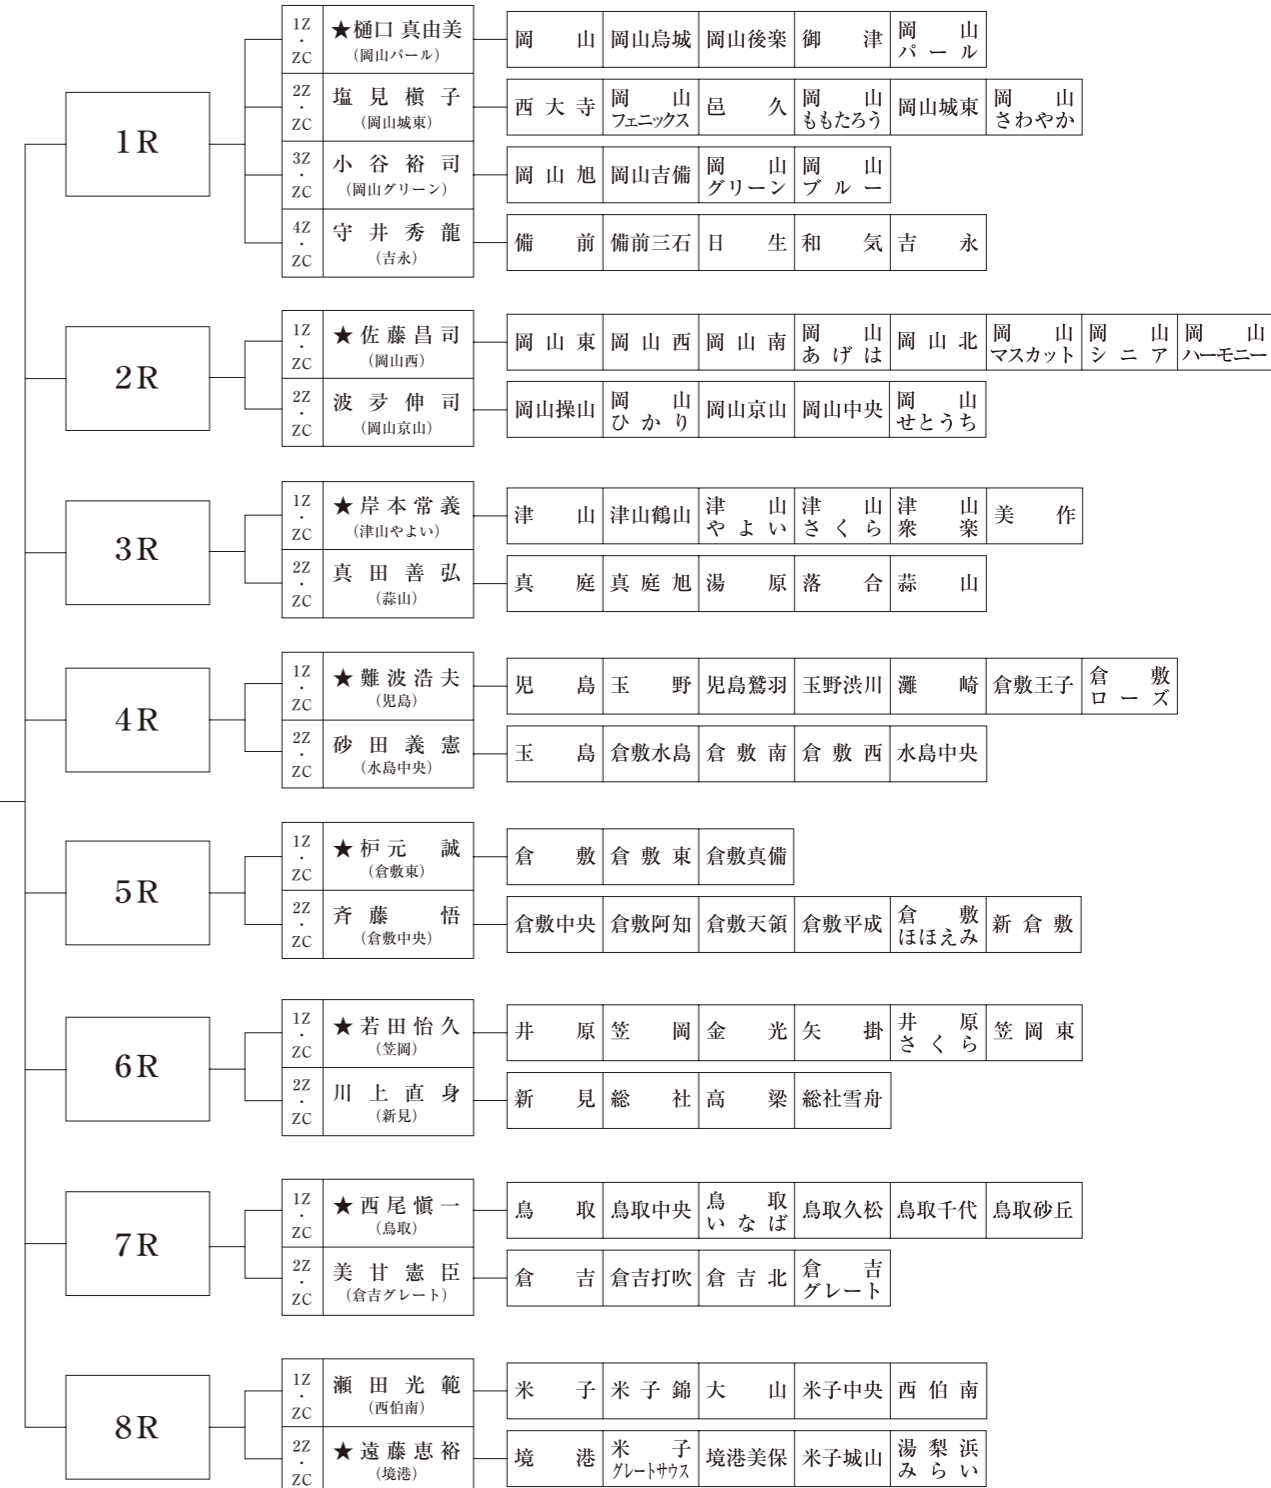 1R
1Z・ZC ★樋口 真由美
(岡山パール)
岡山 岡山烏城 岡山後楽 御津 岡山パール
2Z・ZC 塩見槇子
(岡山城東)
西大寺 岡山フェニックス 邑久 岡山ももたろう 岡山城東 岡山さわやか
3Z・ZC 小谷裕司
(岡山グリーン)
岡山旭 岡山吉備 岡山グリーン 岡山ブルー
4Z・ZC 守井秀龍
(吉永)
備前 備前三石 日生 和気 吉永
2R
1Z・ZC ★佐藤昌司
(岡山西)
岡山東 岡山西 岡山南 岡山あげは 岡山北 岡山マスカット 岡山シニア 岡山ハーモニー
2Z・ZC 波夛伸司
(岡山京山)
岡山操山 岡山ひかり 岡山京山 岡山中央 岡山せとうち
3R
1Z・ZC ★岸本常義
(津山やよい)
津山 津山鶴山 津山やよい 津山さくら 津山衆楽 美作
2Z・ZC 真田善弘
(蒜山)
真庭 真庭旭 湯原 落合 蒜山
4R
1Z・ZC ★難波浩夫
(児島)
児島 玉野 児島鷲羽 玉野渋川 灘崎 倉敷王子 倉敷ローズ
2Z・ZC 砂田義憲
(水島中央)
玉島 倉敷水島 倉敷南 倉敷西 水島中央
5R
1Z・ZC ★枦元誠
(倉敷東)
倉敷 倉敷東 倉敷真備
2Z・ZC 斉藤悟
(倉敷中央)
倉敷中央 倉敷阿知 倉敷天領 倉敷平成 倉敷ほほえみ 新倉敷
6R
1Z・ZC ★若田怡久
(笠岡)
井原 笠岡 金光 矢掛 井原さくら 笠岡東
2Z・ZC 川上直身
(新見)
新見 総社 高梁 総社雪舟
7R
1Z・ZC ★西尾愼一
(鳥取)
鳥取 鳥取中央 鳥取いなば 鳥取久松 鳥取千代 鳥取砂丘
2Z・ZC 美甘憲臣
(倉吉グレート)
倉吉 倉吉打吹 倉吉北 倉吉グレート
8R
1Z・ZC 瀬田光範
(西伯南)
米子 米子錦 大山 米子中央 西伯南
2Z・ZC ★遠藤恵裕
(境港)
境港 米子グレートサウス 境港美保 米子城山 湯梨浜みらい